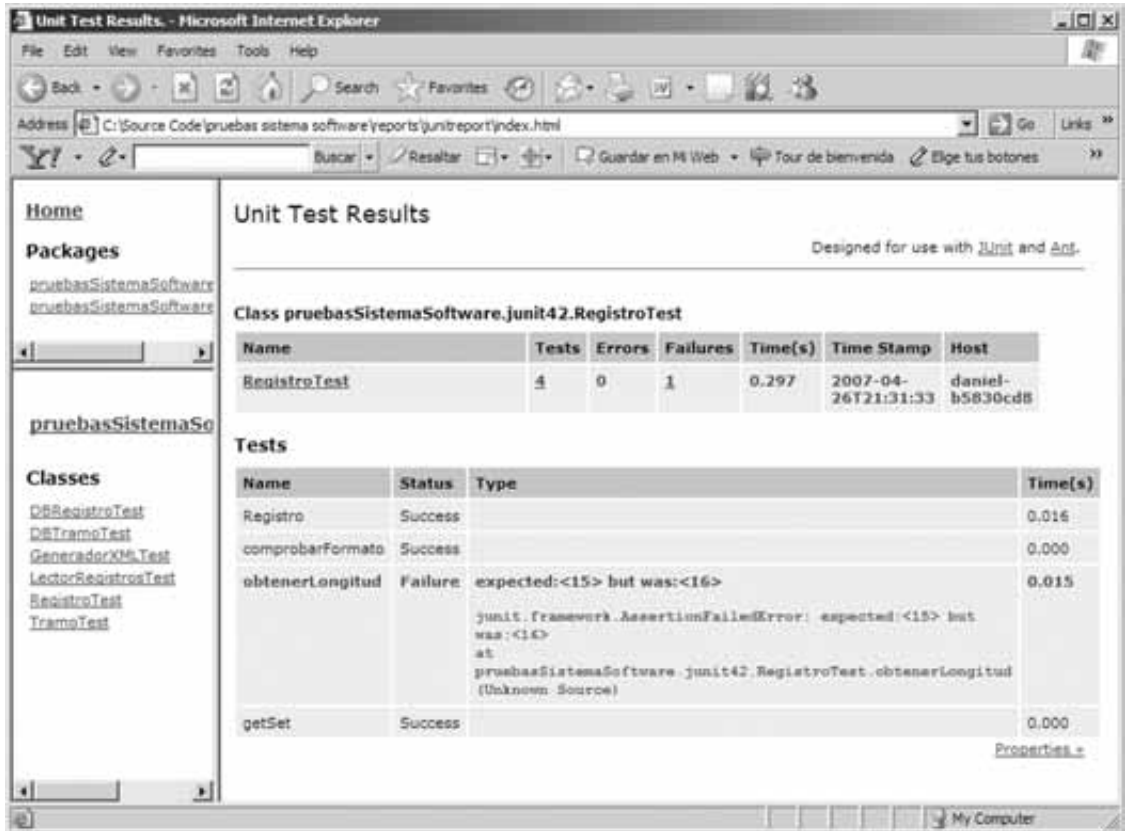 Unit Test Results. - Microsoft Internet Explorer
File Edit View Favorites Tools Help
Back Search Favorites
Address C:\Source Code\pruebas sistema software\reports\junitreport\index.html Go Links »
Y! Buscar Resaltar Guardar en Mi Web Tour de bienvenida Elige tus botones »
Home
Packages
pruebasSistemaSoftware
pruebasSistemaSoftware
pruebasSistemaSo
Classes
DBRegistroTest
DBTramoTest
GeneradorXMLTest
LectorRegistrosTest
RegistroTest
TramoTest
Unit Test Results
Designed for use with JUnit and Ant.
Class pruebasSistemaSoftware.junit42.RegistroTest
Name Tests Errors Failures Time(s) Time Stamp Host
RegistroTest 4 0 1 0.297 2007-04-26T21:31:33 daniel-b5830cd8
Tests
Name Status Type Time(s)
Registro Success 0.016
comprobarFormato Success 0.000
obtenerLongitud Failure expected:<15> but was:<16> 0.015
junit.framework.AssertionFailedError: expected:<15> but
was:<16>
at
pruebasSistemaSoftware.junit42.RegistroTest.obtenerLongitud
(Unknown Source)
getSet Success 0.000
Properties »
My Computer